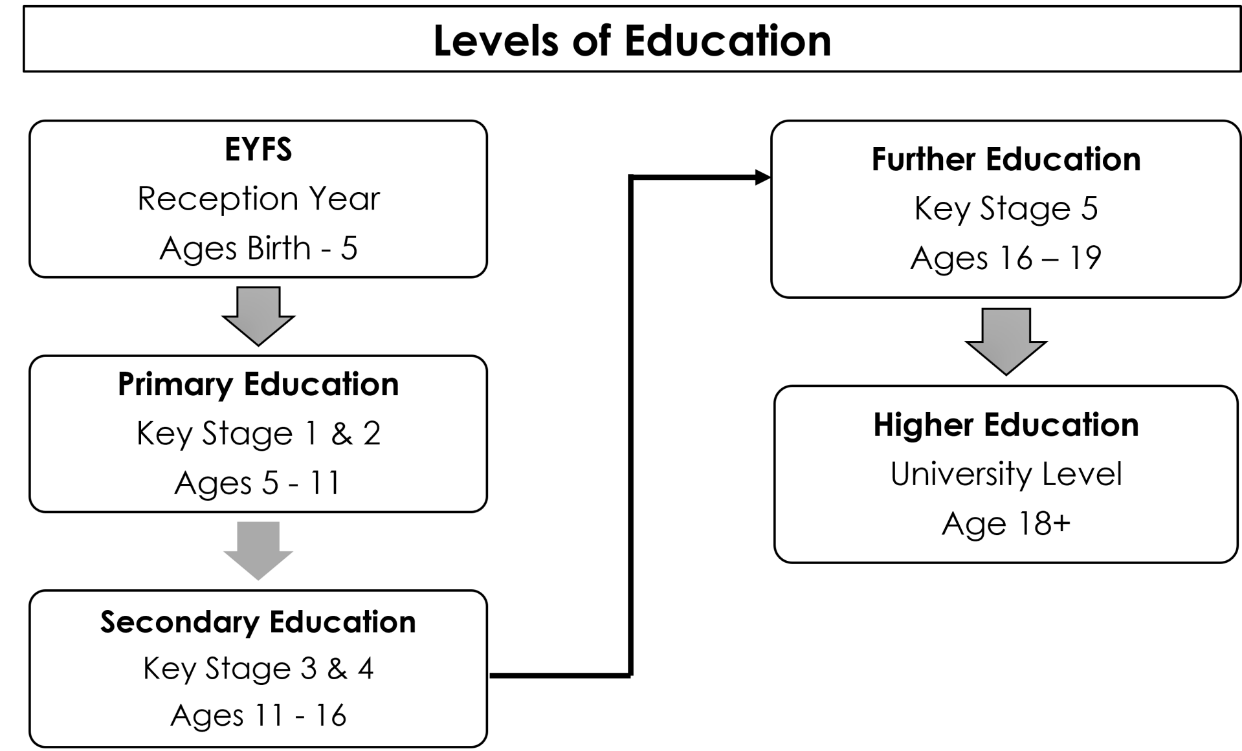 Levels of Education
EYFS
Reception Year
Ages Birth - 5
Primary Education
Key Stage 1 & 2
Ages 5 - 11
Secondary Education
Key Stage 3 & 4
Ages 11 - 16
Further Education
Key Stage 5
Ages 16 – 19
Higher Education
University Level
Age 18+